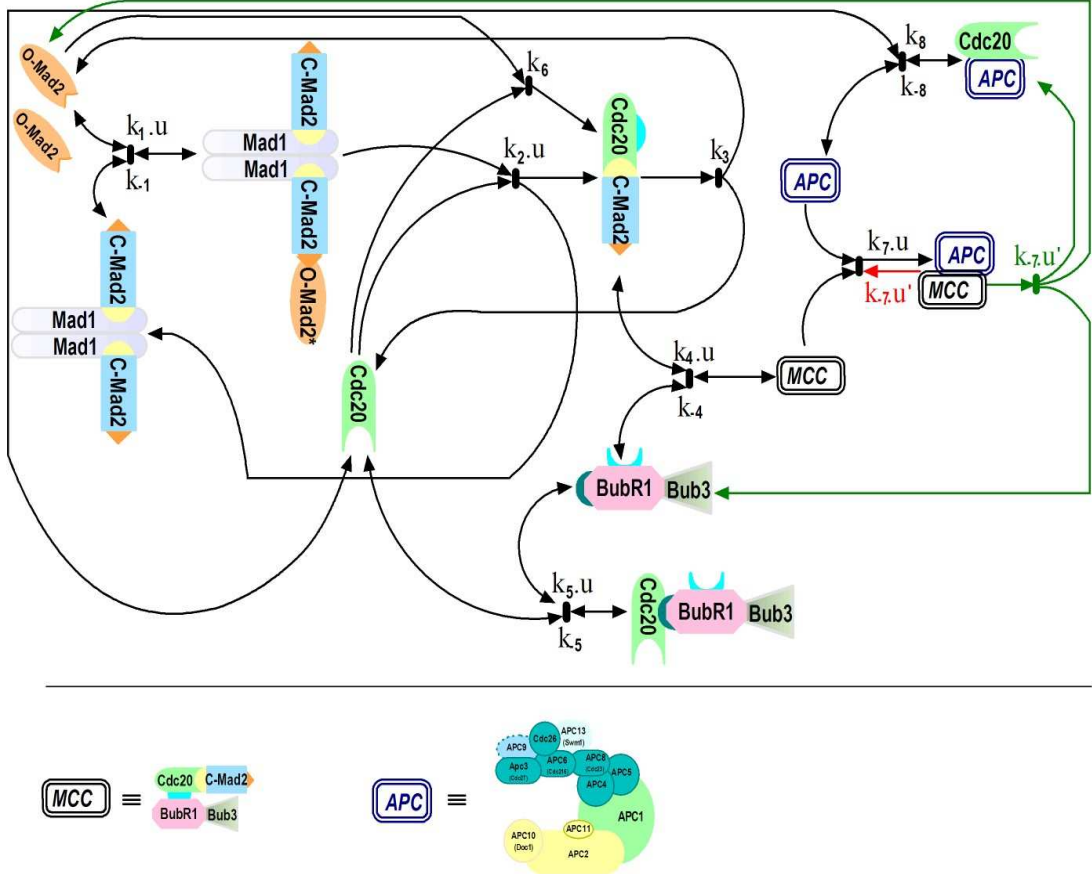 O-Mad2
O-Mad2
k₁.u
k₋₁
Mad1
Mad1
C-Mad2
C-Mad2
O-Mad2*
C-Mad2
Mad1
Mad1
C-Mad2
k₆
k₂.u
Cdc20
C-Mad2
k₃
Cdc20
k₈
k₋₈
Cdc20
APC
APC
k₇.u
k₋₇.u'
APC
MCC
k₋₇.u'
k₄.u
k₋₄
MCC
BubR1
Bub3
k₅.u
k₋₅
Cdc20
BubR1
Bub3
MCC
≡
Cdc20
C-Mad2
BubR1
Bub3
APC
≡
APC9
Cdc26
APC13
(Swm1)
Apc3
(Cdc27)
APC6
(Cdc16)
APC8
(Cdc23)
APC5
APC4
APC1
APC10
(Doc1)
APC11
APC2